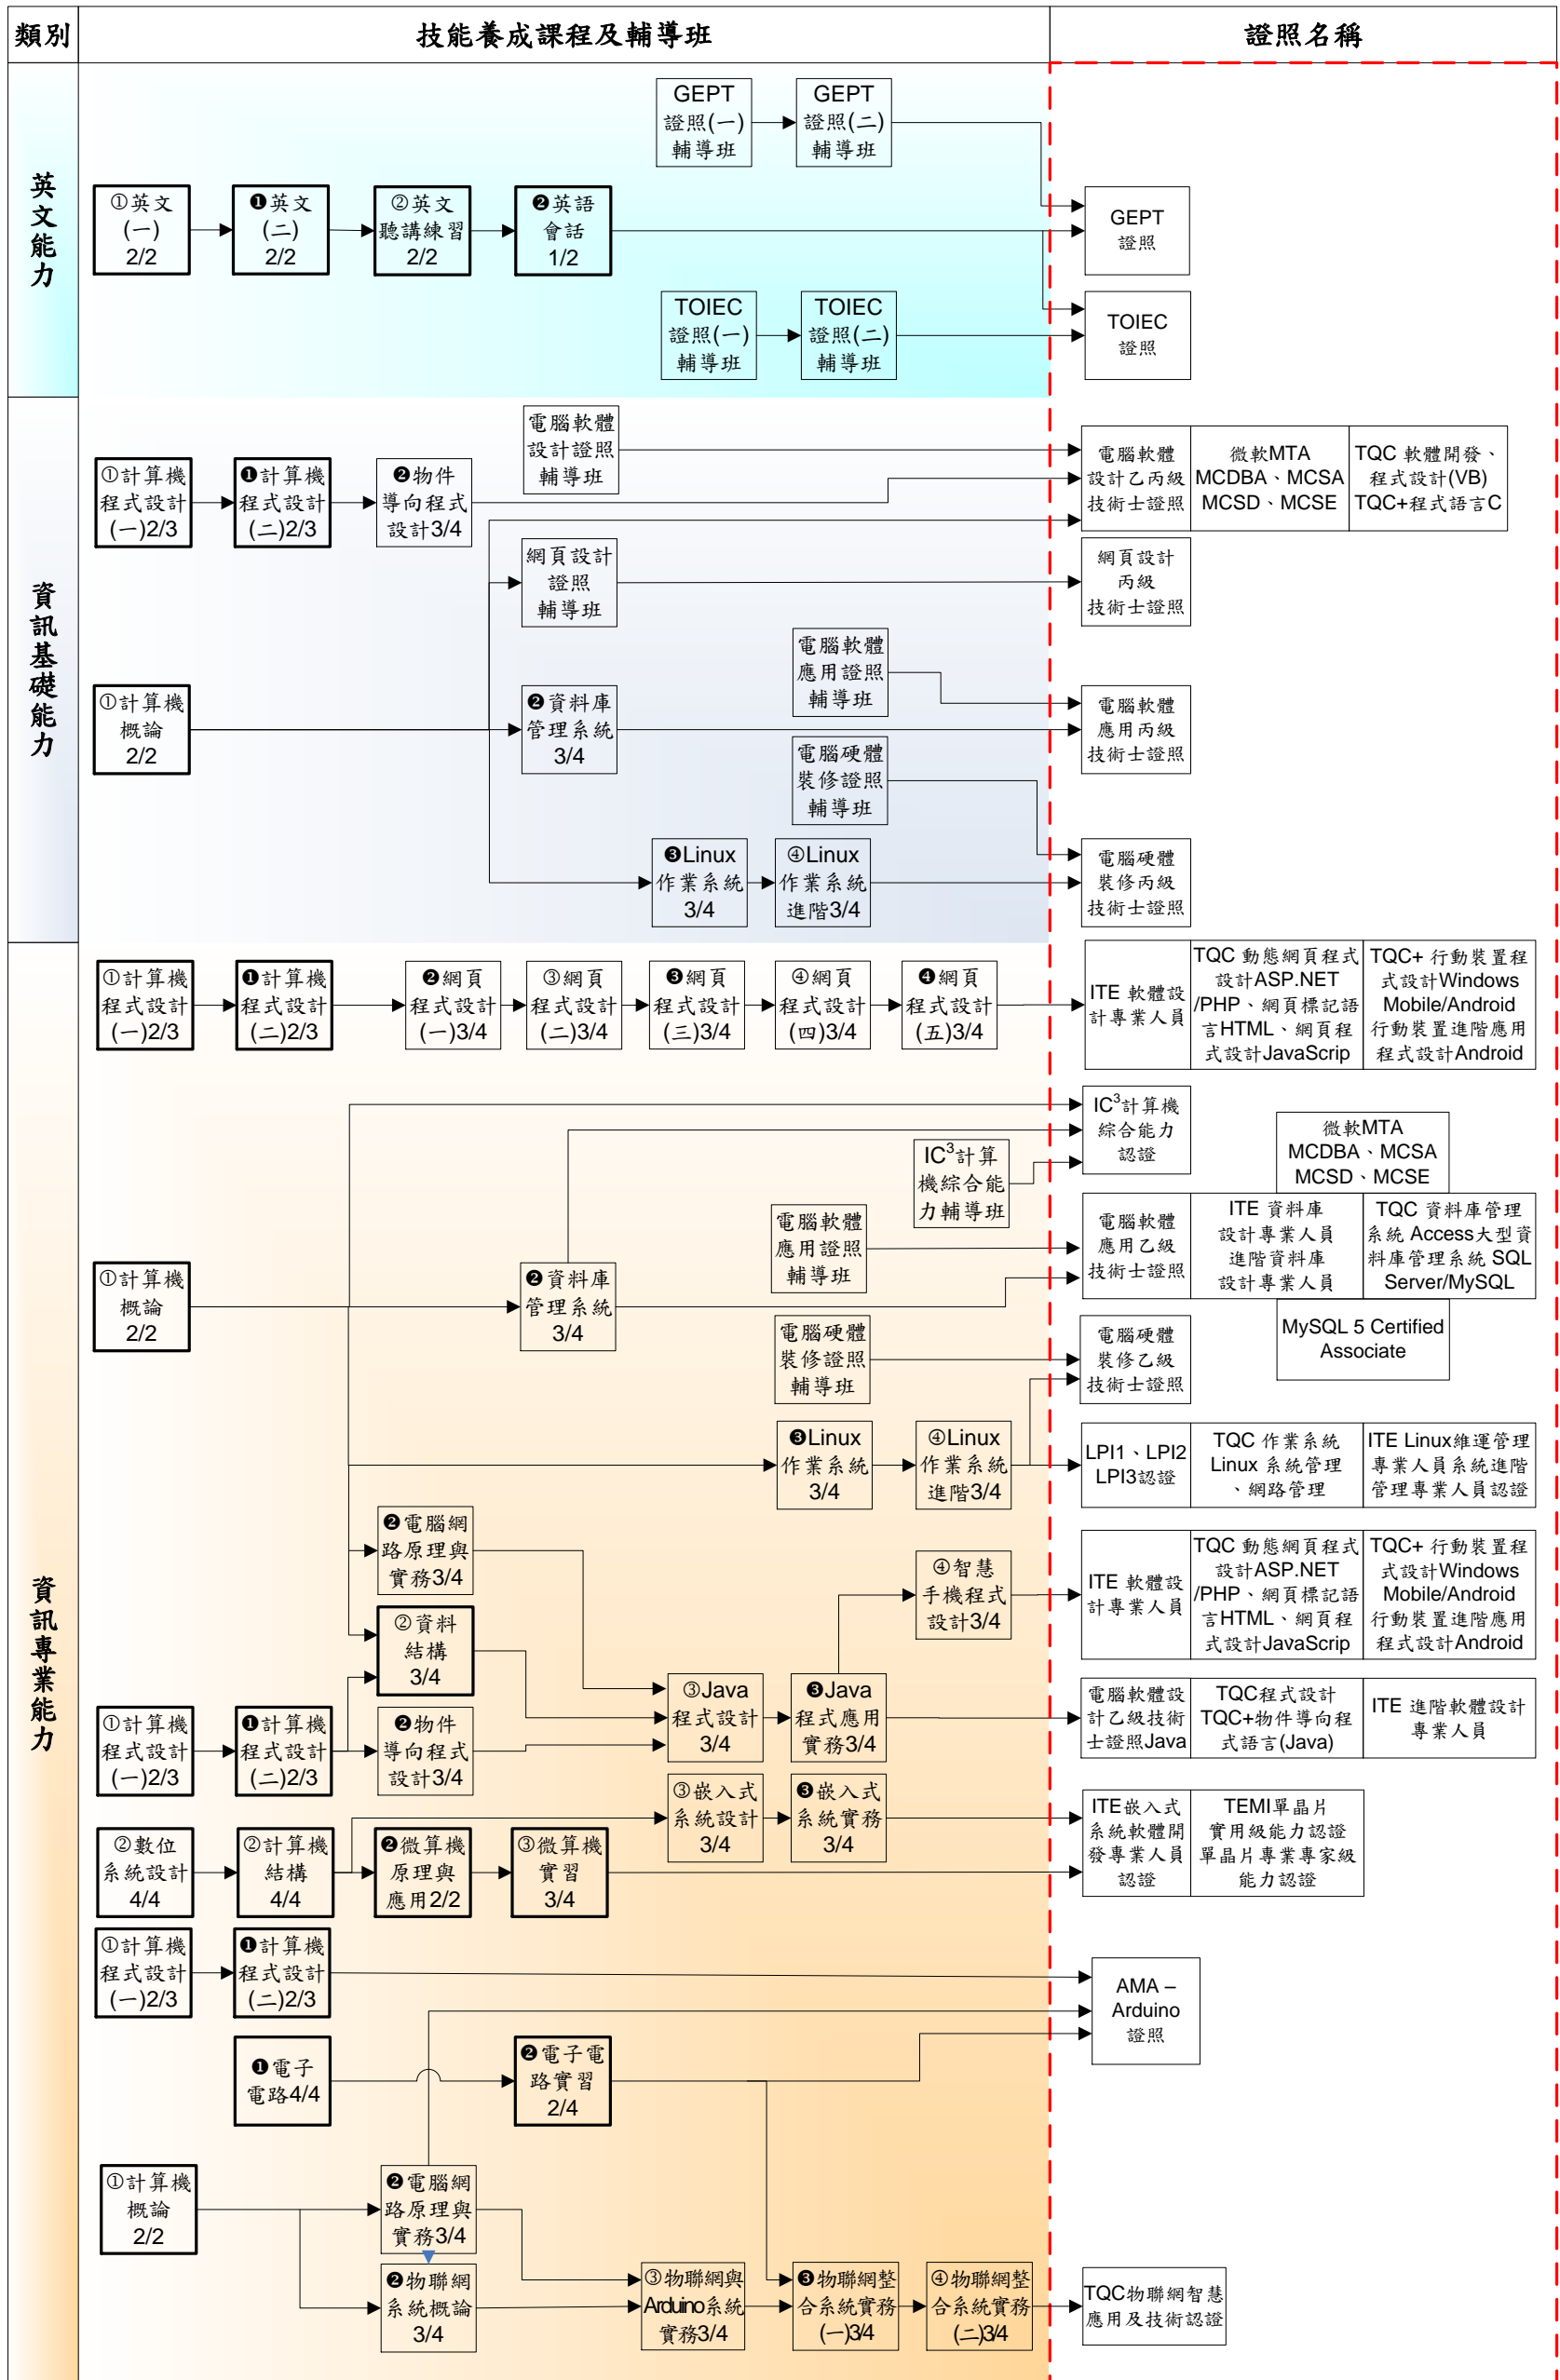 類別
技能養成課程及輔導班
證照名稱
英文能力
GEPT
證照(一)
輔導班
GEPT
證照(二)
輔導班
①英文
(一)
2/2
❶英文
(二)
2/2
②英文
聽講練習
2/2
❷英語
會話
1/2
GEPT
證照
TOIEC
證照(一)
輔導班
TOIEC
證照(二)
輔導班
TOIEC
證照
資訊基礎能力
電腦軟體
設計證照
輔導班
①計算機
程式設計
(一)2/3
❶計算機
程式設計
(二)2/3
❷物件
導向程式
設計3/4
電腦軟體
設計乙丙級
技術士證照
微軟MTA
MCDBA、MCSA
MCSD、MCSE
TQC 軟體開發、
程式設計(VB)
TQC+程式語言C
網頁設計
證照
輔導班
網頁設計
丙級
技術士證照
電腦軟體
應用證照
輔導班
①計算機
概論
2/2
❷資料庫
管理系統
3/4
電腦軟體
應用丙級
技術士證照
電腦硬體
裝修證照
輔導班
❸Linux
作業系統
3/4
④Linux
作業系統
進階3/4
電腦硬體
裝修丙級
技術士證照
資訊專業能力
①計算機
程式設計
(一)2/3
❶計算機
程式設計
(二)2/3
❷網頁
程式設計
(一)3/4
③網頁
程式設計
(二)3/4
❸網頁
程式設計
(三)3/4
④網頁
程式設計
(四)3/4
❹網頁
程式設計
(五)3/4
ITE 軟體設
計專業人員
TQC 動態網頁程式
設計ASP.NET
/PHP、網頁標記語
言HTML、網頁程
式設計JavaScrip
TQC+ 行動裝置程
式設計Windows
Mobile/Android
行動裝置進階應用
程式設計Android
IC³計算機
綜合能力
認證
IC³計算
機綜合能
力輔導班
微軟MTA
MCDBA、MCSA
MCSD、MCSE
電腦軟體
應用證照
輔導班
電腦軟體
應用乙級
技術士證照
ITE 資料庫
設計專業人員
進階資料庫
設計專業人員
TQC 資料庫管理
系統 Access大型資
料庫管理系統 SQL
Server/MySQL
①計算機
概論
2/2
❷資料庫
管理系統
3/4
電腦硬體
裝修證照
輔導班
電腦硬體
裝修乙級
技術士證照
MySQL 5 Certified
Associate
❸Linux
作業系統
3/4
④Linux
作業系統
進階3/4
LPI1、LPI2
LPI3認證
TQC 作業系統
Linux 系統管理
、網路管理
ITE Linux維運管理
專業人員系統進階
管理專業人員認證
❷電腦網
路原理與
實務3/4
④智慧
手機程式
設計3/4
ITE 軟體設
計專業人員
TQC 動態網頁程式
設計ASP.NET
/PHP、網頁標記語
言HTML、網頁程
式設計JavaScrip
TQC+ 行動裝置程
式設計Windows
Mobile/Android
行動裝置進階應用
程式設計Android
②資料
結構
3/4
①計算機
程式設計
(一)2/3
❶計算機
程式設計
(二)2/3
❷物件
導向程式
設計3/4
③Java
程式設計
3/4
❸Java
程式應用
實務3/4
電腦軟體設
計乙級技術
士證照Java
TQC程式設計
TQC+物件導向程
式語言(Java)
ITE 進階軟體設計
專業人員
③嵌入式
系統設計
3/4
❸嵌入式
系統實務
3/4
②數位
系統設計
4/4
②計算機
結構
4/4
❷微算機
原理與
應用2/2
③微算機
實習
3/4
ITE嵌入式
系統軟體開
發專業人員
認證
TEMI單晶片
實用級能力認證
單晶片專業專家級
能力認證
①計算機
程式設計
(一)2/3
❶計算機
程式設計
(二)2/3
AMA –
Arduino
證照
❶電子
電路4/4
❷電子電
路實習
2/4
①計算機
概論
2/2
❷電腦網
路原理與
實務3/4
❷物聯網
系統概論
3/4
③物聯網與
Arduino系統
實務3/4
❸物聯網整
合系統實務
(一)3/4
④物聯網整
合系統實務
(二)3/4
TQC物聯網智慧
應用及技術認證